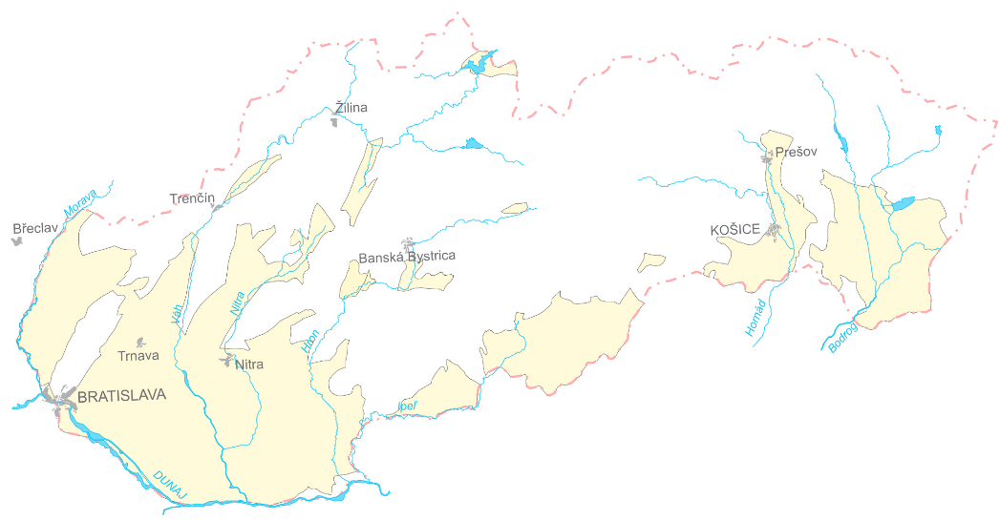 Žilina
Prešov
Morava
Trenčín
Břeclav
KOŠICE
Banská Bystrica
Váh
Nitra
Hornád
Bodrog
Hron
Trnava
Nitra
BRATISLAVA
Ipeľ
DUNAJ